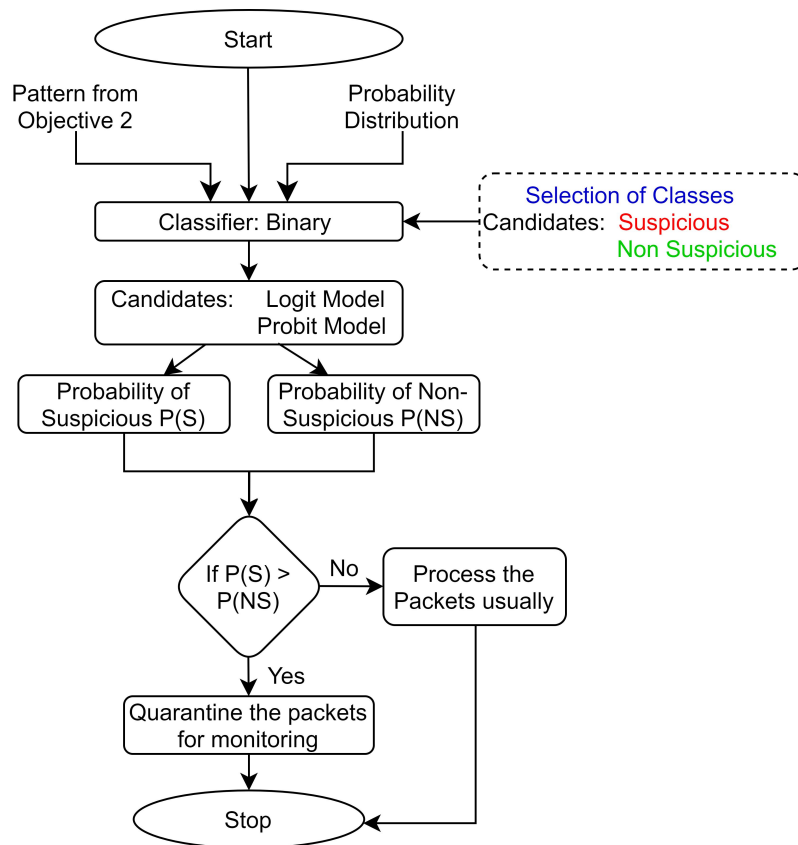 Start
Pattern from
Objective 2
Probability
Distribution
Selection of Classes
Candidates: Suspicious
Non Suspicious
Classifier: Binary
Candidates: Logit Model
Probit Model
Probability of
Suspicious P(S)
Probability of Non-
Suspicious P(NS)
If P(S) >
P(NS)
No
Process the
Packets usually
Yes
Quarantine the packets
for monitoring
Stop